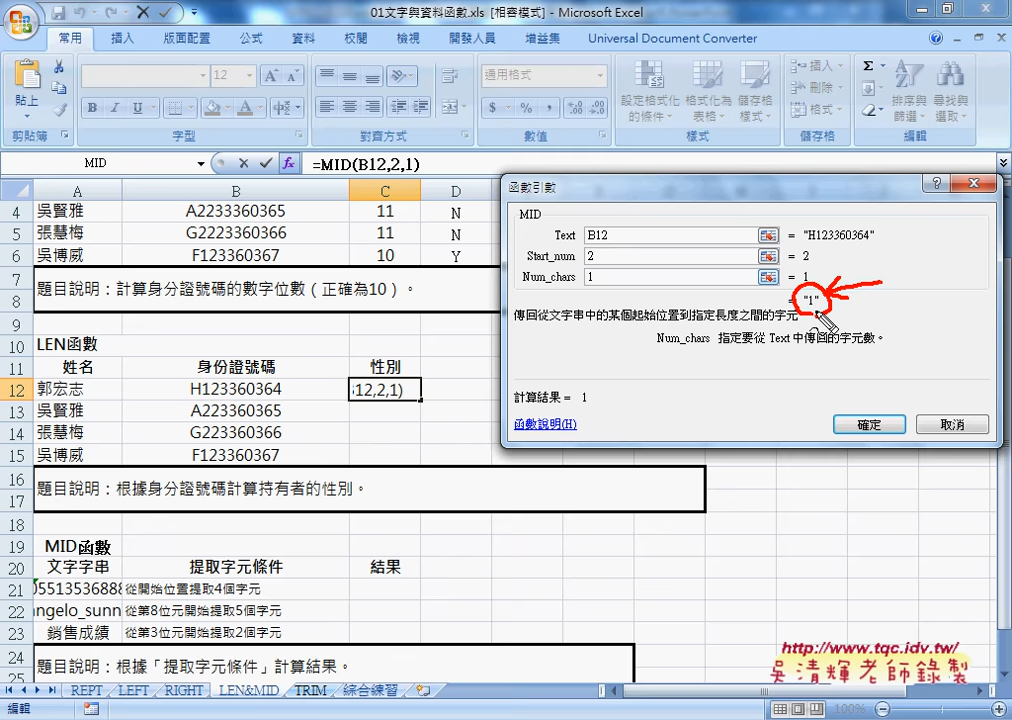 01文字與資料函數.xls [相容模式] - Microsoft Excel
常用 插入 版面配置 公式 資料 校閱 檢視 開發人員 增益集 Universal Document Converter
貼上
剪貼簿
12
B I U
字型
對齊方式
通用格式
$ % ,
數值
設定格式化的條件
格式化為表格
儲存格樣式
樣式
插入
刪除
格式
儲存格
Σ
排序與篩選
尋找與選取
編輯
MID =MID(B12,2,1)
A B C D
4 吳賢雅 A2233360365 11 N
5 張慧梅 G2223360366 11 N
6 吳博威 F123360367 10 Y
7 題目說明:計算身分證號碼的數字位數(正確為10)。
8
9
10 LEN函數
11 姓名 身份證號碼 性別
12 郭宏志 H123360364 12,2,1)
13 吳賢雅 A223360365
14 張慧梅 G223360366
15 吳博威 F123360367
16 題目說明:根據身分證號碼計算持有者的性別。
17
18
19 MID函數
20 文字字串 提取字元條件 結果
21 0551353688 從開始位置提取4個字元
22 angelo_sunn 從第8位元開始提取5個字元
23 銷售成績 從第3位元開始提取2個字元
24 題目說明:根據「提取字元條件」計算結果。
25
函數引數
MID
Text B12 = "H123360364"
Start_num 2 = 2
Num_chars 1 = 1
= "1"
傳回從文字串中的某個起始位置到指定長度之間的字元
Num_chars 指定要從 Text 中傳回的字元數。
計算結果 = 1
函數說明(H)
確定 取消
http://www.tqc.idv.tw/
吳清輝老師錄製
REPT LEFT RIGHT LEN&MID TRIM 綜合練習
編輯
100%